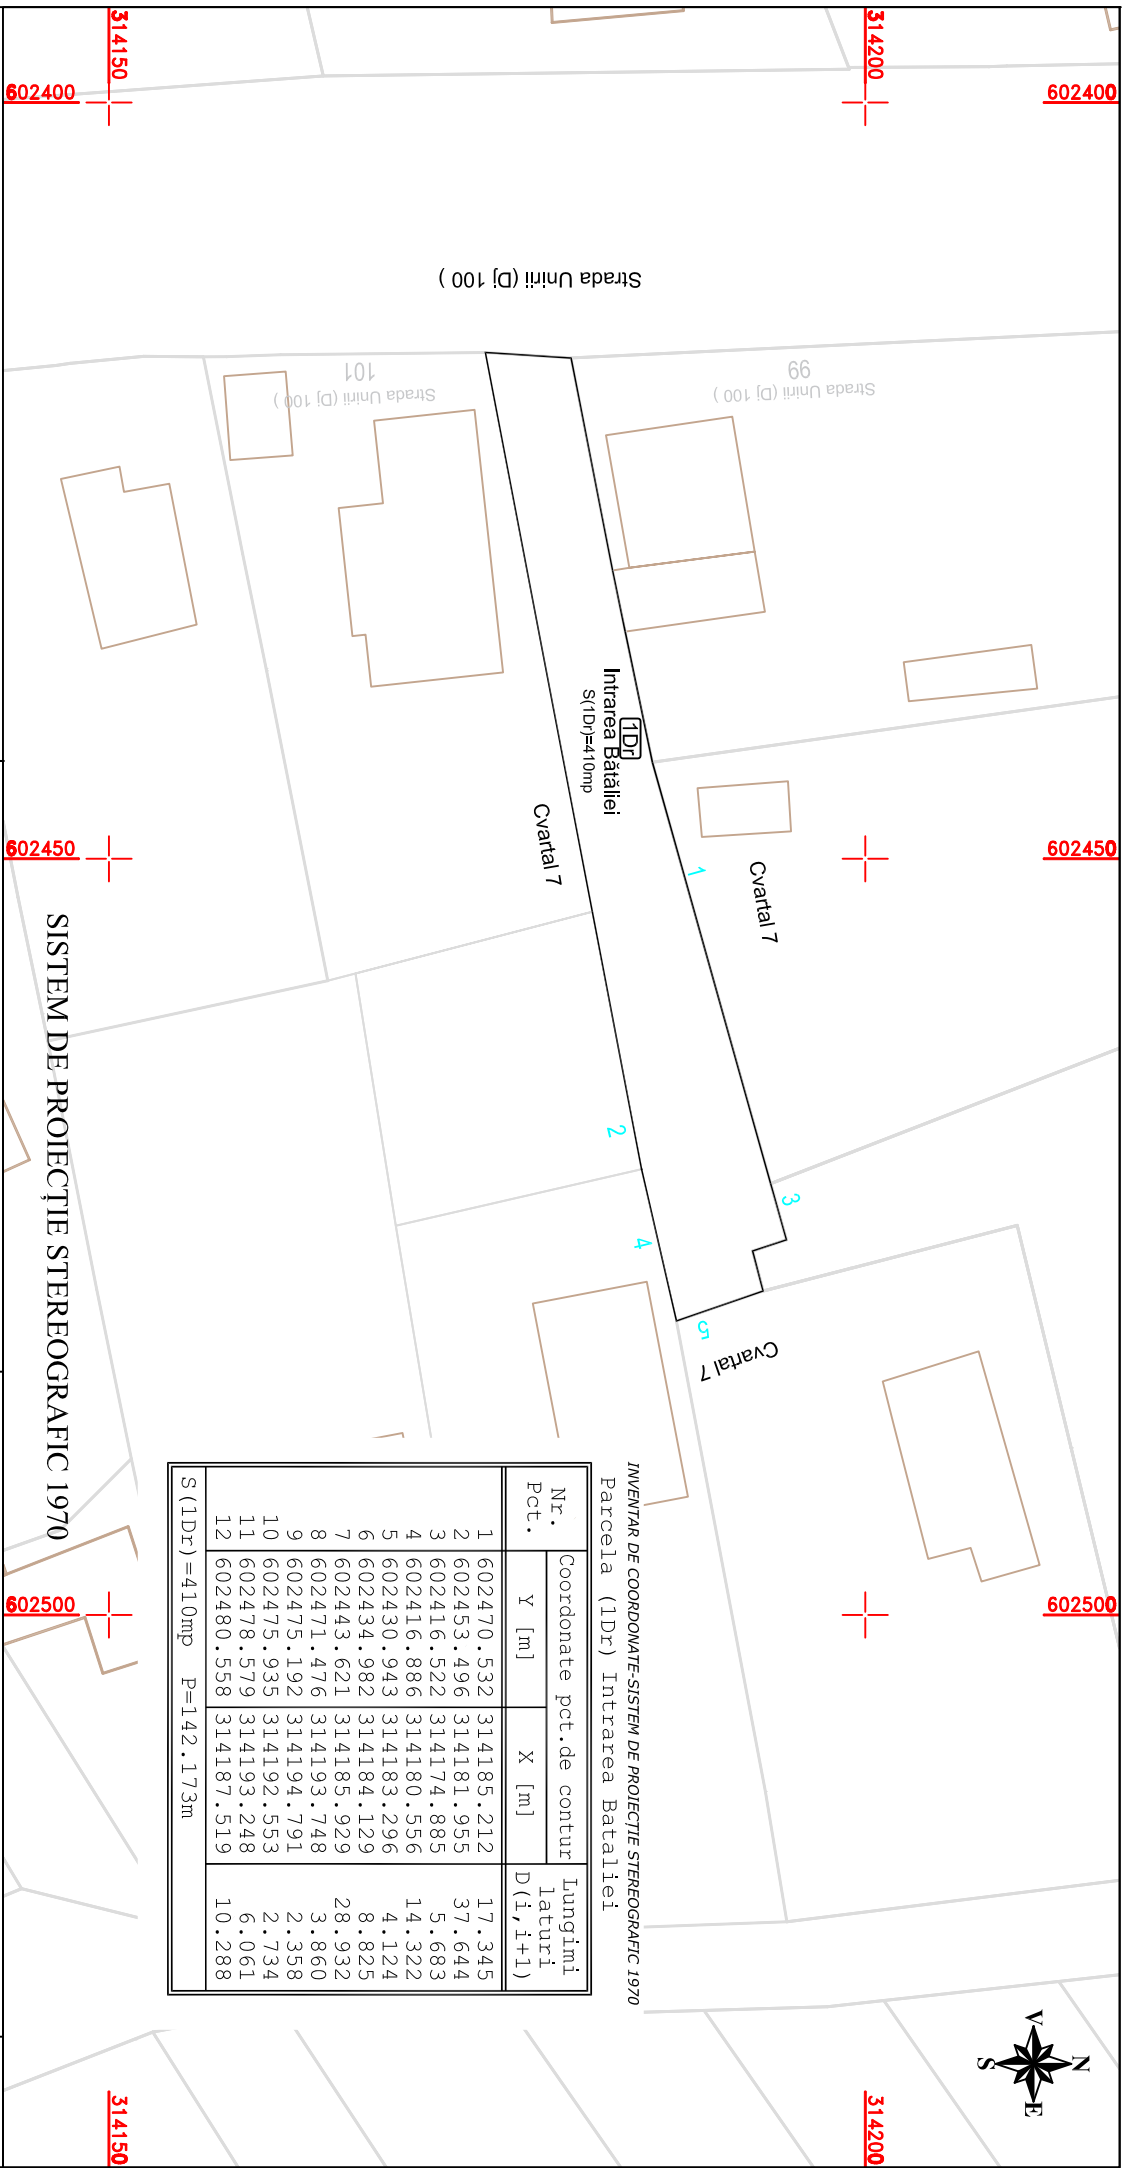 314150
314200
602400
602400
Strada Unirii (Dj 100 )
101
Strada Unirii (Dj 100 )
99
Strada Unirii (Dj 100 )
1Dr
Intrarea Bătăliei
S(1Dr)=410mp
Cvartal 7
Cvartal 7
602450
602450
1
2
3
4
5
Cvartal 7
SISTEM DE PROIECȚIE STEREOGRAFIC 1970
602500
602500
INVENTAR DE COORDONATE-SISTEM DE PROIECȚIE STEREOGRAFIC 1970
Parcela (1Dr) Intrarea Bataliei
Nr. Pct. Coordonate pct.de contur Lungimi laturi D(i,i+1)
Y [m] X [m]
1 602470.532 314185.212 17.345
2 602453.496 314181.955 37.644
3 602416.522 314174.885 5.683
4 602416.886 314180.556 14.322
5 602430.943 314183.296 4.124
6 602434.982 314184.129 8.825
7 602443.621 314185.929 28.932
8 602471.476 314193.748 3.860
9 602475.192 314194.791 2.358
10 602475.935 314192.553 2.734
11 602478.579 314193.248 6.061
12 602480.558 314187.519 10.288
S(1Dr)=410mp P=142.173m
N
V
E
S
314150
314200